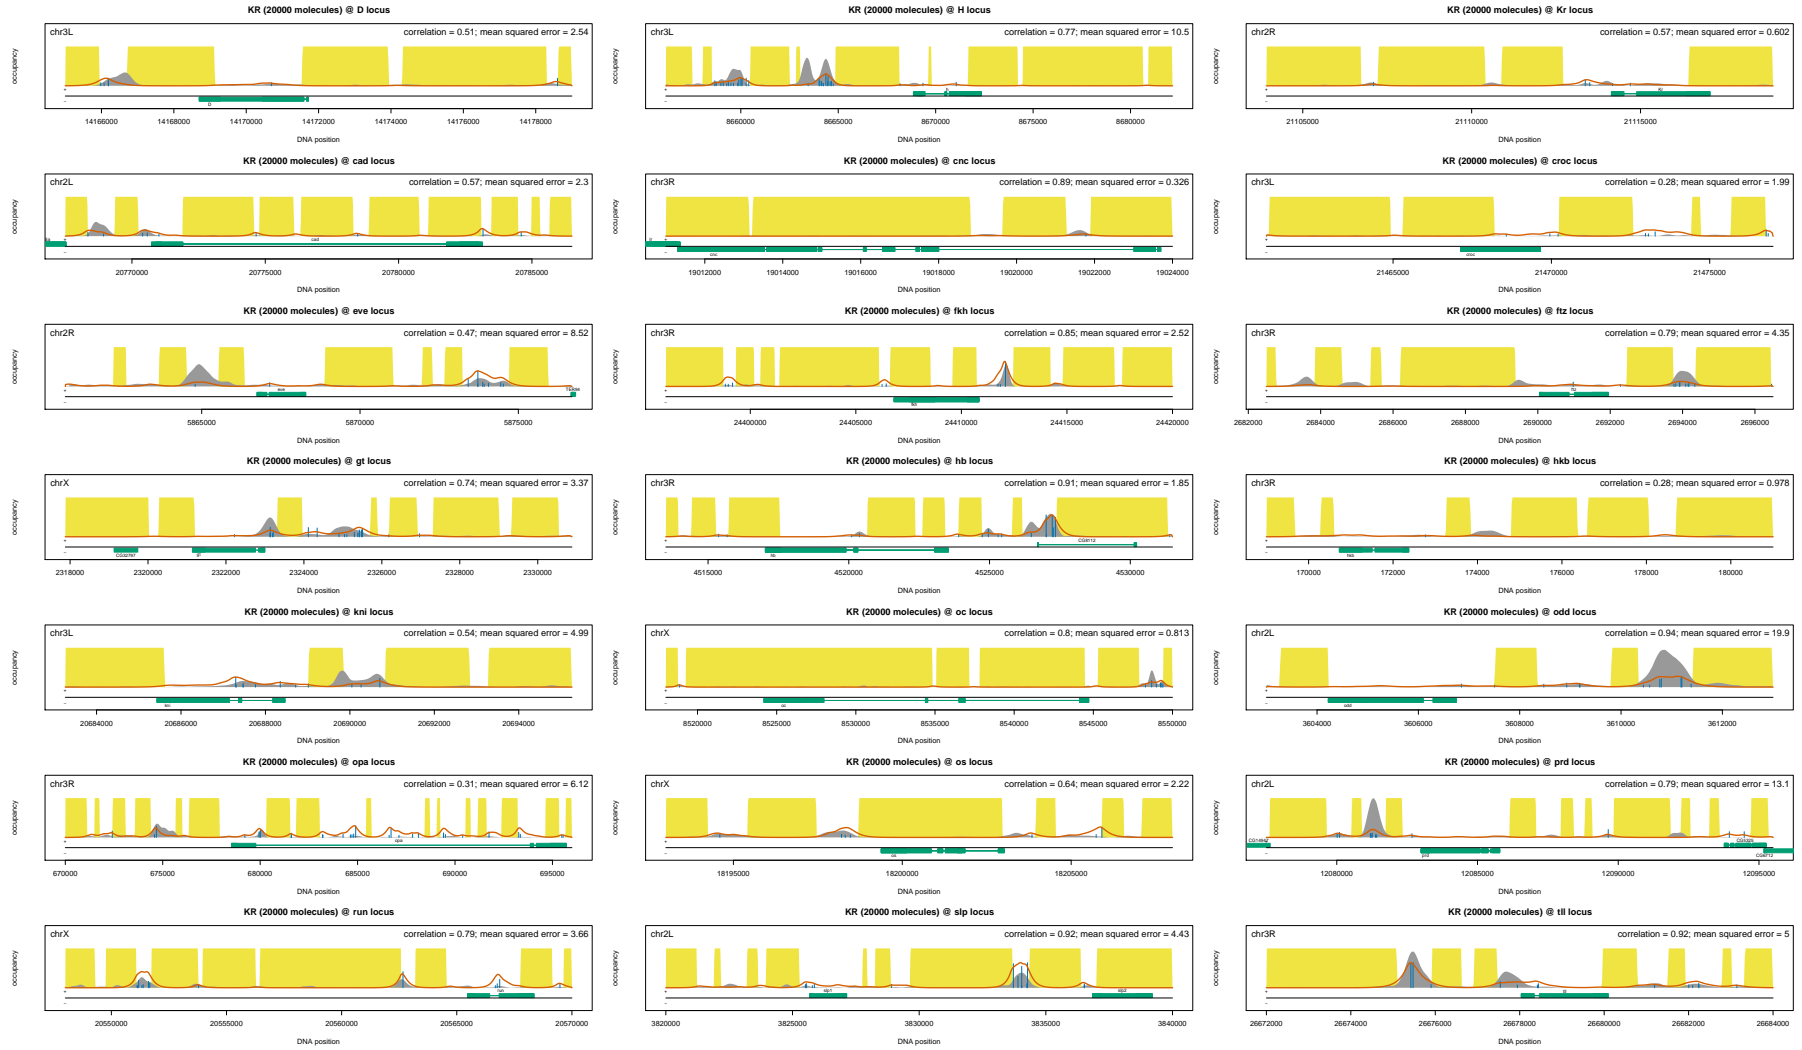 KR (20000 molecules) @ D locus
chr3L
correlation = 0.51; mean squared error = 2.54
occupancy
D
14166000 14168000 14170000 14172000 14174000 14176000 14178000
DNA position
KR (20000 molecules) @ H locus
chr3L
correlation = 0.77; mean squared error = 10.5
occupancy
8660000 8665000 8670000 8675000 8680000
DNA position
KR (20000 molecules) @ Kr locus
chr2R
correlation = 0.57; mean squared error = 0.602
occupancy
21105000 21110000 21115000
DNA position
KR (20000 molecules) @ cad locus
chr2L
correlation = 0.57; mean squared error = 2.3
occupancy
cad
20770000 20775000 20780000 20785000
DNA position
KR (20000 molecules) @ cnc locus
chr3R
correlation = 0.89; mean squared error = 0.326
occupancy
cnc
19012000 19014000 19016000 19018000 19020000 19022000 19024000
DNA position
KR (20000 molecules) @ croc locus
chr3L
correlation = 0.28; mean squared error = 1.99
occupancy
croc
21465000 21470000 21475000
DNA position
KR (20000 molecules) @ eve locus
chr2R
correlation = 0.47; mean squared error = 8.52
occupancy
eve
TER94
5865000 5870000 5875000
DNA position
KR (20000 molecules) @ fkh locus
chr3R
correlation = 0.85; mean squared error = 2.52
occupancy
fkh
24400000 24405000 24410000 24415000 24420000
DNA position
KR (20000 molecules) @ ftz locus
chr3R
correlation = 0.79; mean squared error = 4.35
occupancy
ftz
2682000 2684000 2686000 2688000 2690000 2692000 2694000 2696000
DNA position
KR (20000 molecules) @ gt locus
chrX
correlation = 0.74; mean squared error = 3.37
occupancy
CG32797
gt
2318000 2320000 2322000 2324000 2326000 2328000 2330000
DNA position
KR (20000 molecules) @ hb locus
chr3R
correlation = 0.91; mean squared error = 1.85
occupancy
hb
CG8112
4515000 4520000 4525000 4530000
DNA position
KR (20000 molecules) @ hkb locus
chr3R
correlation = 0.28; mean squared error = 0.978
occupancy
hkb
170000 172000 174000 176000 178000 180000
DNA position
KR (20000 molecules) @ kni locus
chr3L
correlation = 0.54; mean squared error = 4.99
occupancy
kni
20684000 20686000 20688000 20690000 20692000 20694000
DNA position
KR (20000 molecules) @ oc locus
chrX
correlation = 0.8; mean squared error = 0.813
occupancy
oc
8520000 8525000 8530000 8535000 8540000 8545000 8550000
DNA position
KR (20000 molecules) @ odd locus
chr2L
correlation = 0.94; mean squared error = 19.9
occupancy
odd
3604000 3606000 3608000 3610000 3612000
DNA position
KR (20000 molecules) @ opa locus
chr3R
correlation = 0.31; mean squared error = 6.12
occupancy
opa
670000 675000 680000 685000 690000 695000
DNA position
KR (20000 molecules) @ os locus
chrX
correlation = 0.64; mean squared error = 2.22
occupancy
os
18195000 18200000 18205000
DNA position
KR (20000 molecules) @ prd locus
chr2L
correlation = 0.79; mean squared error = 13.1
occupancy
prd
12080000 12085000 12090000 12095000
DNA position
KR (20000 molecules) @ run locus
chrX
correlation = 0.79; mean squared error = 3.66
occupancy
run
20550000 20555000 20560000 20565000 20570000
DNA position
KR (20000 molecules) @ slp locus
chr2L
correlation = 0.92; mean squared error = 4.43
occupancy
slp1
slp2
3820000 3825000 3830000 3835000 3840000
DNA position
KR (20000 molecules) @ tll locus
chr3R
correlation = 0.92; mean squared error = 5
occupancy
tll
26672000 26674000 26676000 26678000 26680000 26682000 26684000
DNA position